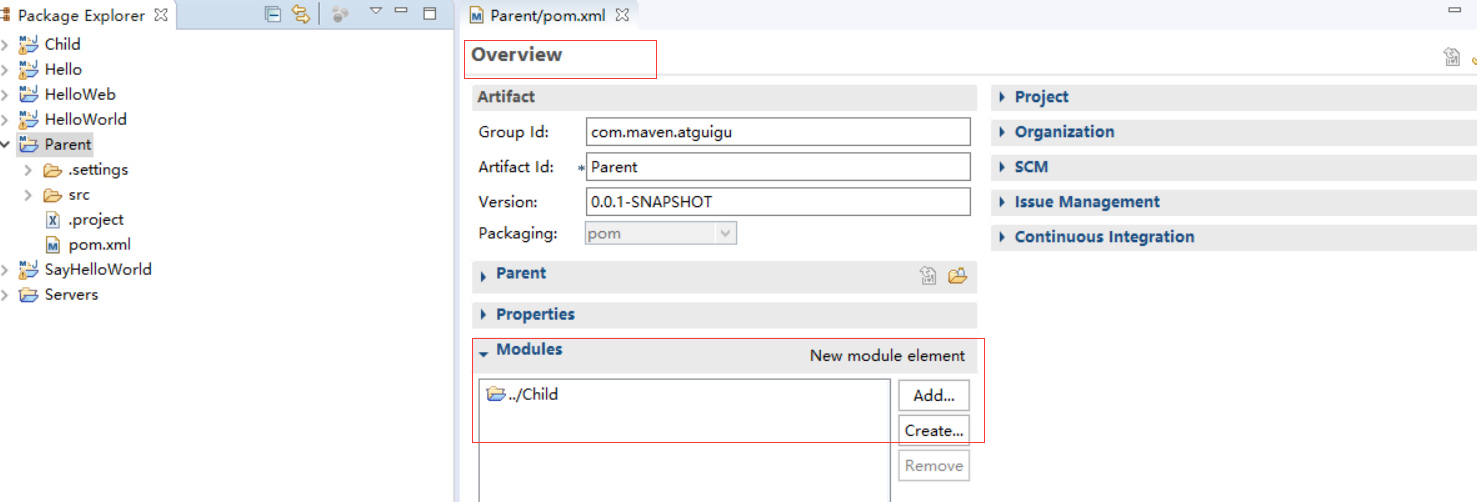 Package Explorer
Child
Hello
HelloWeb
HelloWorld
Parent
.settings
src
.project
pom.xml
SayHelloWorld
Servers
Parent/pom.xml
Overview
Artifact
Group Id: com.maven.atguigu
Artifact Id: * Parent
Version: 0.0.1-SNAPSHOT
Packaging: pom
Parent
Properties
Modules New module element
../Child
Add...
Create...
Remove
Project
Organization
SCM
Issue Management
Continuous Integration